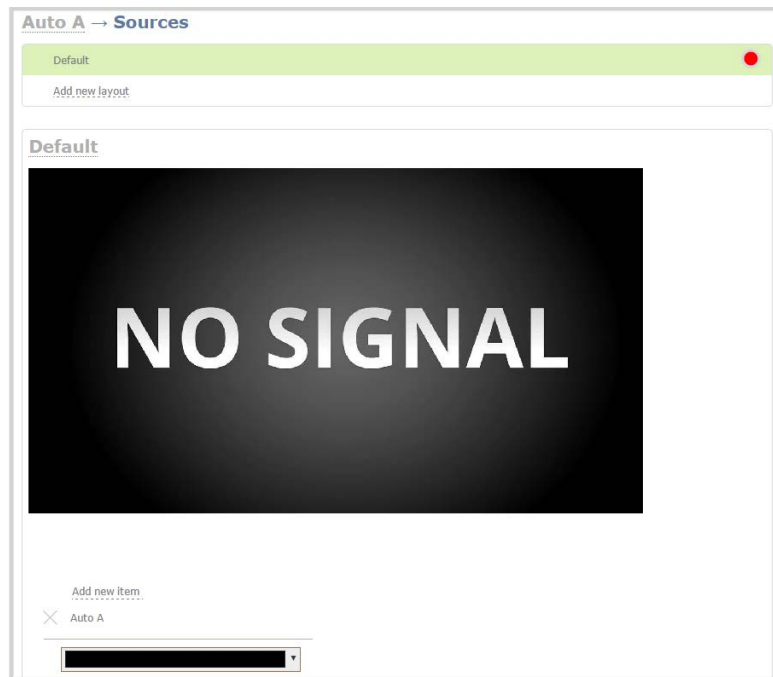 Auto A → Sources
Default
Add new layout
Default
NO SIGNAL
Add new item
Auto A